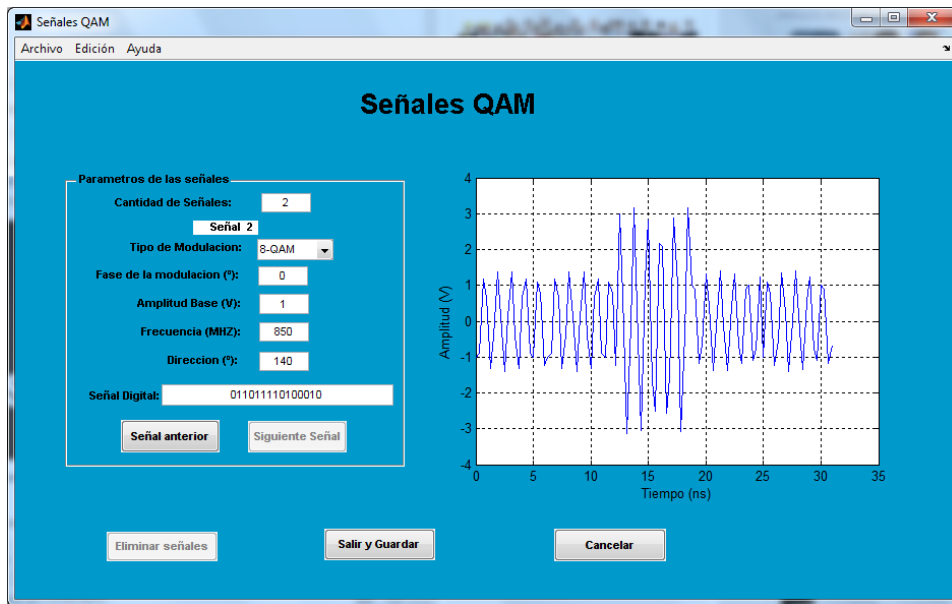 Señales QAM
Archivo Edición Ayuda
Señales QAM
Parametros de las señales
Cantidad de Señales: 2
Señal 2
Tipo de Modulacion: 8-QAM
Fase de la modulacion (º): 0
Amplitud Base (V): 1
Frecuencia (MHZ): 850
Direccion (º): 140
Señal Digital: 011011110100010
Señal anterior Siguiente Señal
4
3
2
1
0
-1
-2
-3
-4
Amplitud (V)
0 5 10 15 20 25 30 35
Tiempo (ns)
Eliminar señales Salir y Guardar Cancelar